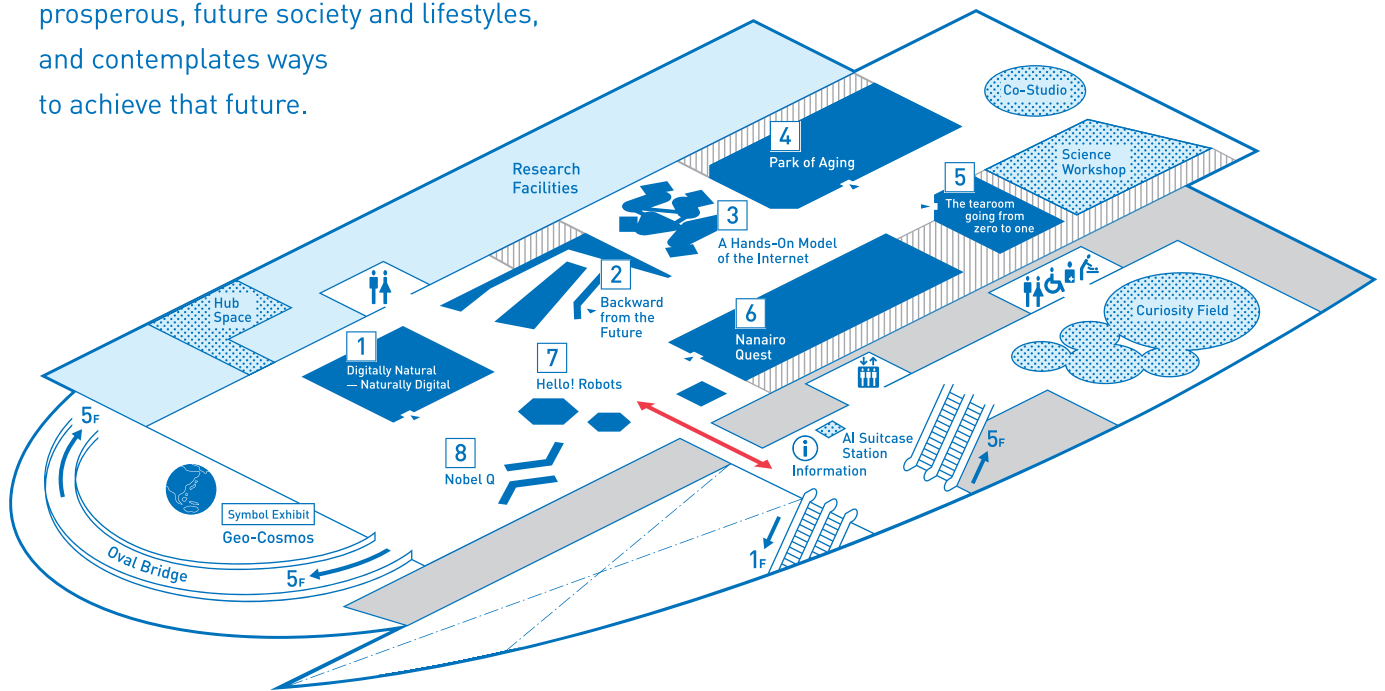 prosperous, future society and lifestyles,
and contemplates ways
to achieve that future.
Co-Studio
4
Park of Aging
Science
Workshop
Research
Facilities
5
The tearoom
going from
zero to one
3
A Hands-On Model
of the Internet
2
Backward
from the
Future
Hub
Space
Curiosity Field
6
Nanairo
Quest
1
Digitally Natural
— Naturally Digital
7
Hello! Robots
5F
8
Nobel Q
AI Suitcase
Station
i
Information
5F
Symbol Exhibit
Geo-Cosmos
Oval Bridge
5F
1F